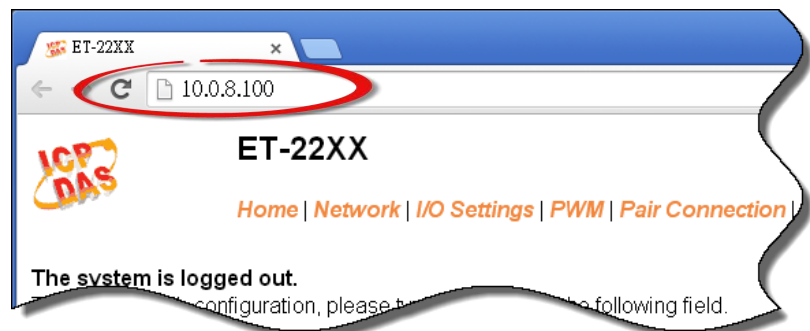 ET-22XX
10.0.8.100
ICP DAS
ET-22XX
Home | Network | I/O Settings | PWM | Pair Connection |
The system is logged out.
configuration, please the following field.